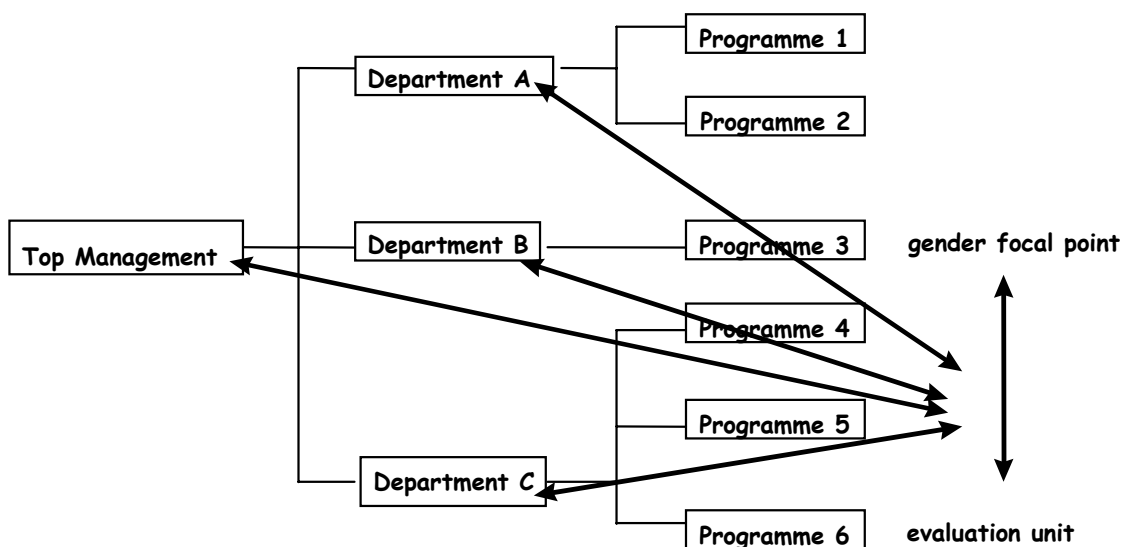 Programme 1
Department A
Programme 2
Top Management
Department B
Programme 3
gender focal point
Programme 4
Programme 5
Department C
Programme 6
evaluation unit